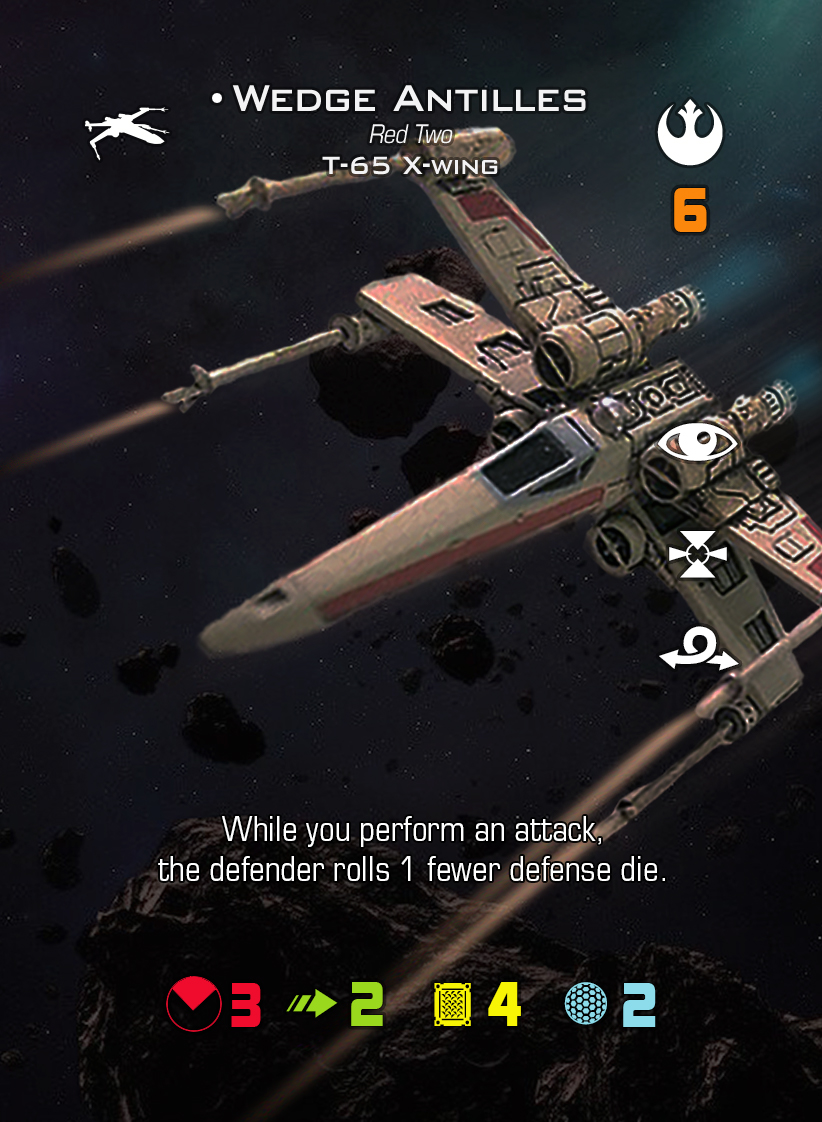 • Wedge Antilles
Red Two
T-65 X-wing
6
While you perform an attack,
the defender rolls 1 fewer defense die.
3 2 4 2